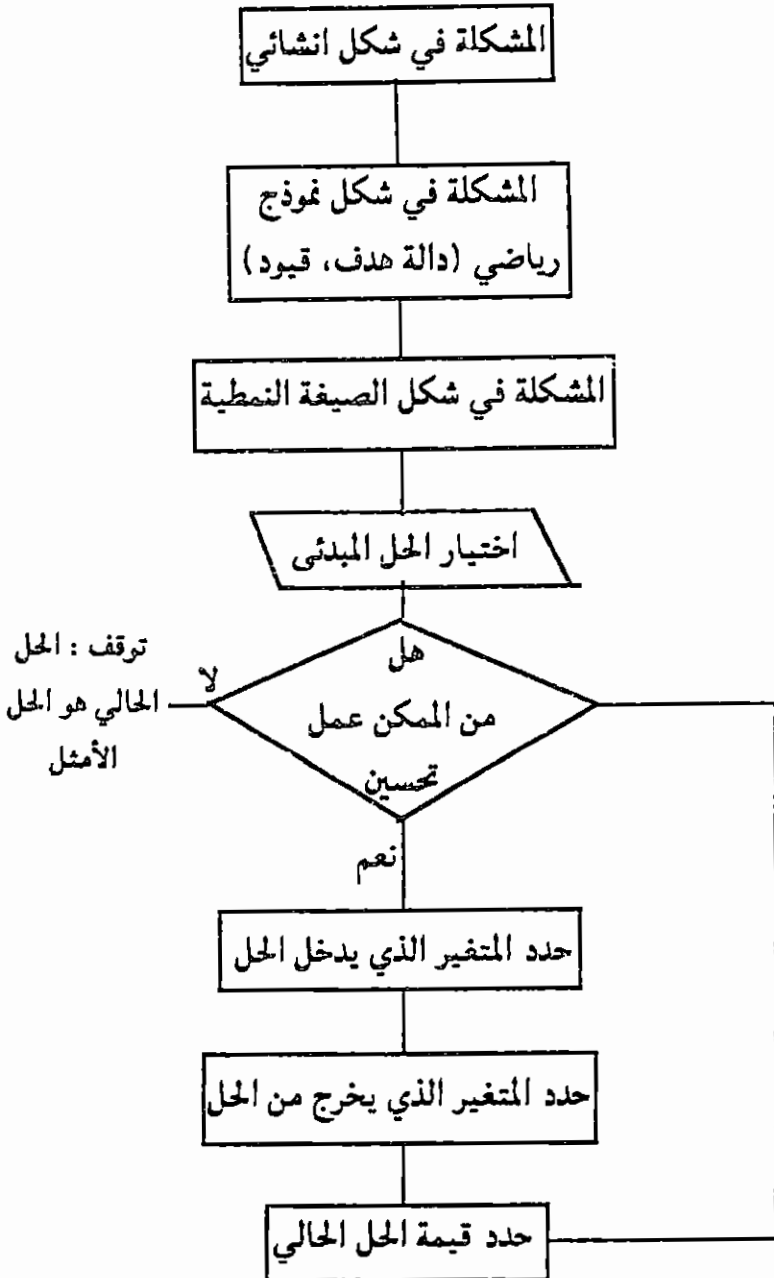 المشكلة في شكل انشائي
المشكلة في شكل نموذج
رياضي (دالة هدف، قيود)
المشكلة في شكل الصيغة النمطية
اختيار الحل المبدئى
هل
من الممكن عمل
تحسين
لا
توقف : الحل
الحالي هو الحل
الأمثل
نعم
حدد المتغير الذي يدخل الحل
حدد المتغير الذي يخرج من الحل
حدد قيمة الحل الحالي